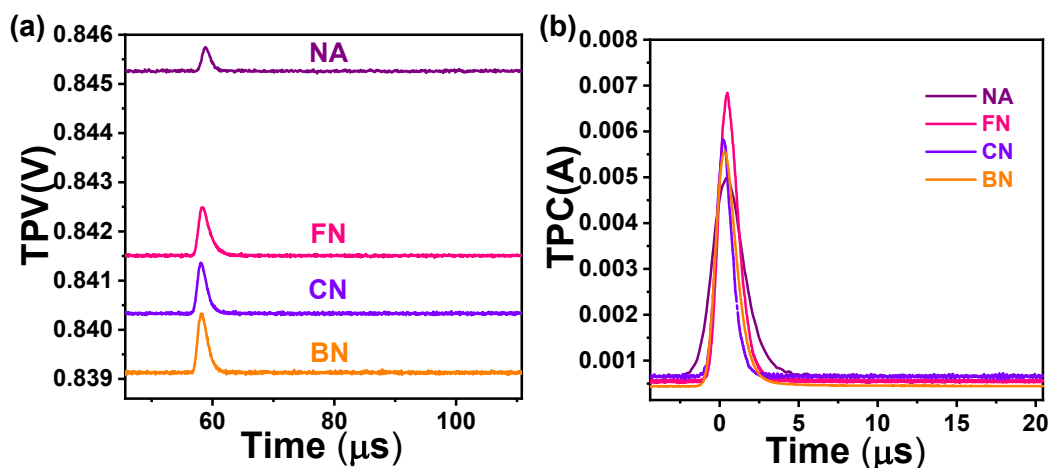 (a)
TPV(V)
0.846
0.845
0.844
0.843
0.842
0.841
0.840
0.839
NA
FN
CN
BN
60
80
100
Time (μs)
(b)
TPC(A)
0.008
0.007
0.006
0.005
0.004
0.003
0.002
0.001
NA
FN
CN
BN
0
5
10
15
20
Time (μs)